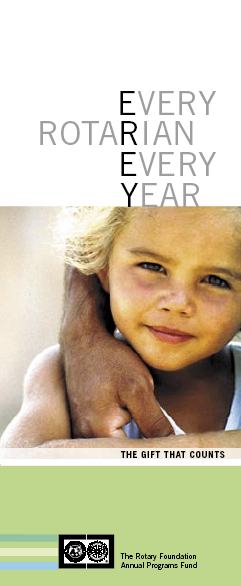 EVERY
ROTARIAN
EVERY
YEAR
THE GIFT THAT COUNTS
The Rotary Foundation
Annual Programs Fund